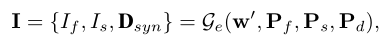 𝐈 = {I_f, I_s, 𝐃_syn} = 𝒢_e(𝐰′, 𝐏_f, 𝐏_s, 𝐏_d),